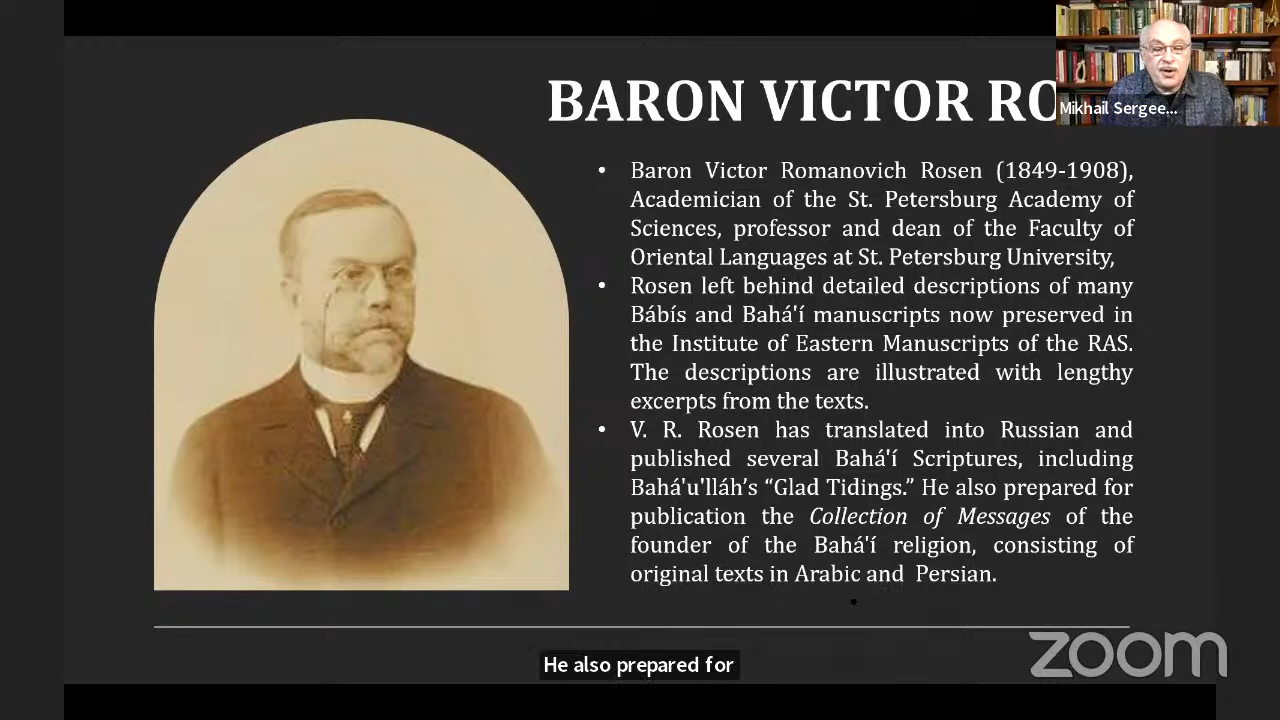 BARON VICTOR RO
Mikhail Sergee...
• Baron Victor Romanovich Rosen (1849-1908),
Academician of the St. Petersburg Academy of
Sciences, professor and dean of the Faculty of
Oriental Languages at St. Petersburg University,
• Rosen left behind detailed descriptions of many
Bábís and Bahá'í manuscripts now preserved in
the Institute of Eastern Manuscripts of the RAS.
The descriptions are illustrated with lengthy
excerpts from the texts.
• V. R. Rosen has translated into Russian and
published several Bahá'í Scriptures, including
Bahá'u'lláh’s “Glad Tidings.” He also prepared for
publication the Collection of Messages of the
founder of the Bahá'í religion, consisting of
original texts in Arabic and Persian.
zoom
He also prepared for